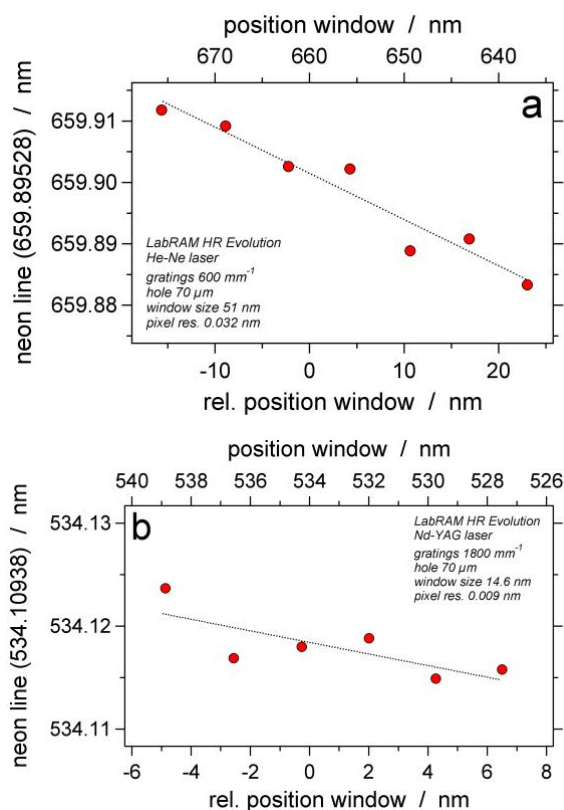 position window / nm
670 660 650 640
a
659.91
659.90
659.89
659.88
neon line (659.89528) / nm
LabRAM HR Evolution
He-Ne laser
gratings 600 mm⁻¹
hole 70 µm
window size 51 nm
pixel res. 0.032 nm
-10 0 10 20
rel. position window / nm
position window / nm
540 538 536 534 532 530 528 526
b
534.13
534.12
534.11
neon line (534.10938) / nm
LabRAM HR Evolution
Nd-YAG laser
gratings 1800 mm⁻¹
hole 70 µm
window size 14.6 nm
pixel res. 0.009 nm
-6 -4 -2 0 2 4 6 8
rel. position window / nm